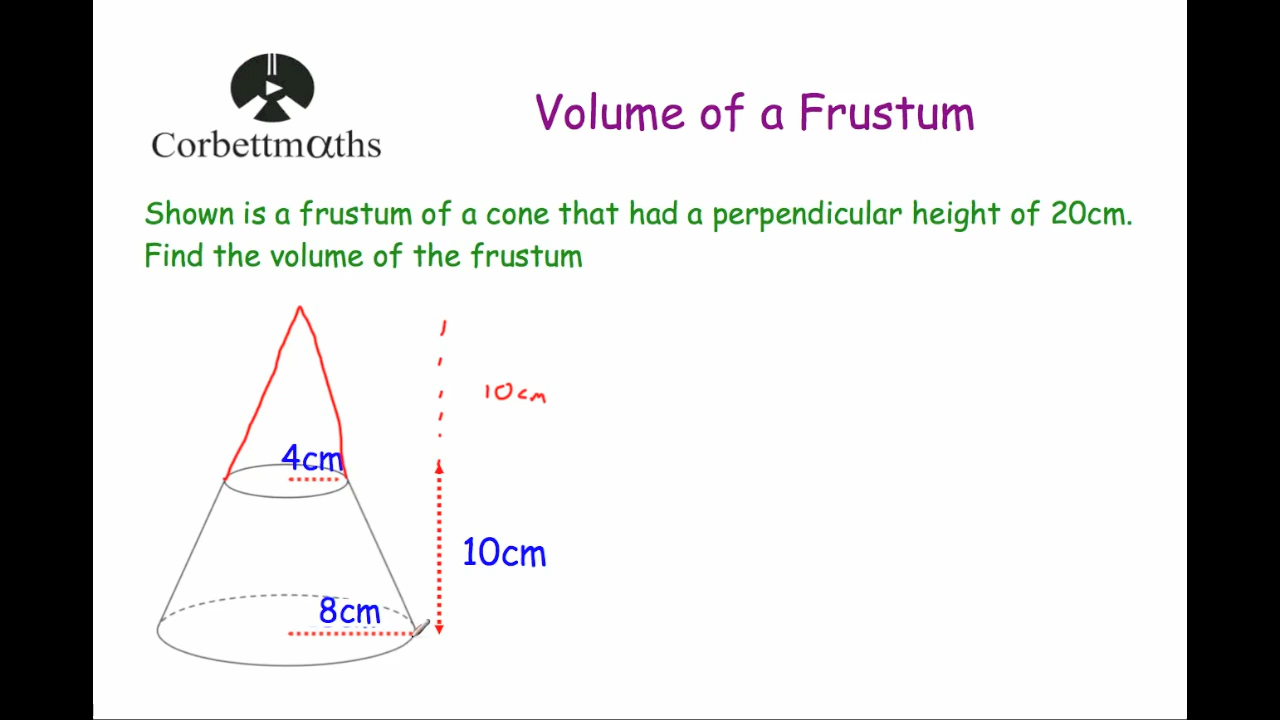 Corbettmαths
Volume of a Frustum
Shown is a frustum of a cone that had a perpendicular height of 20cm.
Find the volume of the frustum
10cm
4cm
10cm
8cm